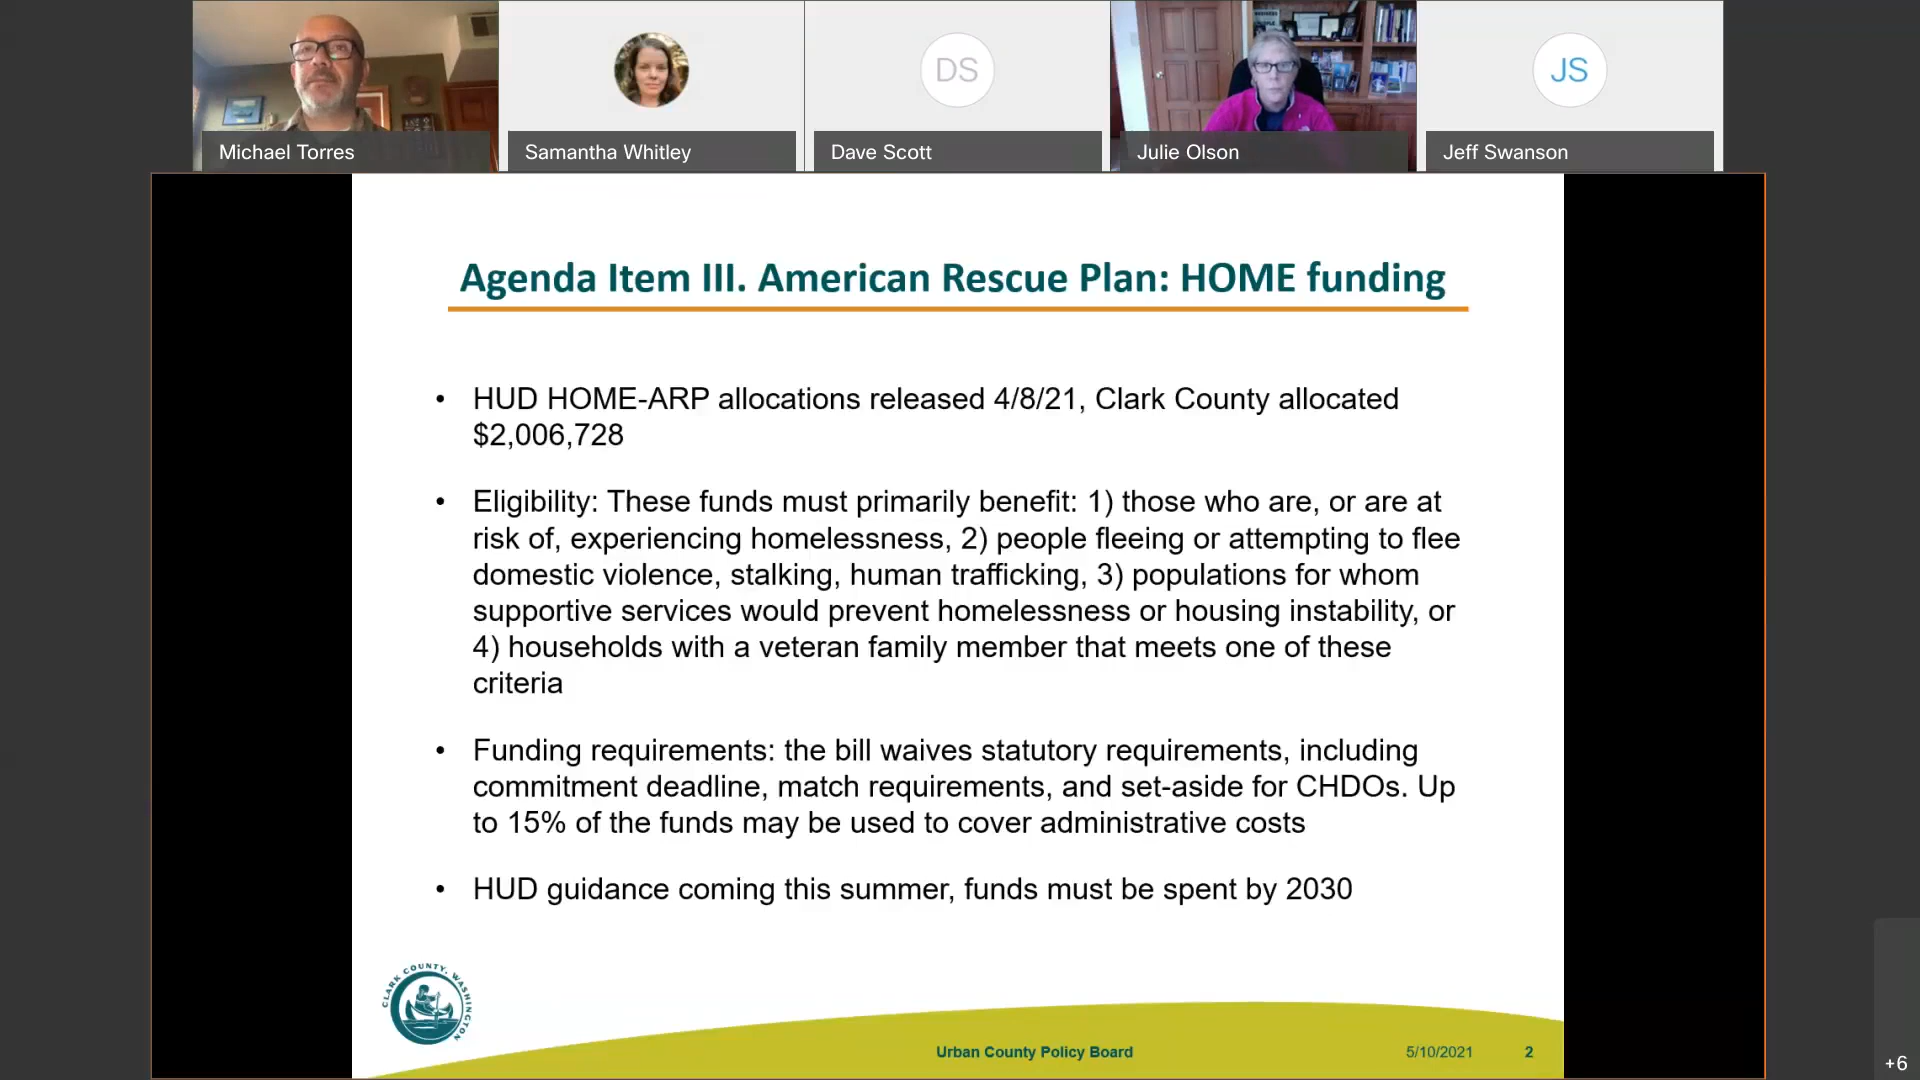 Michael Torres
Samantha Whitley
DS
Dave Scott
Julie Olson
JS
Jeff Swanson
Agenda Item III. American Rescue Plan: HOME funding
• HUD HOME-ARP allocations released 4/8/21, Clark County allocated
$2,006,728
• Eligibility: These funds must primarily benefit: 1) those who are, or are at
risk of, experiencing homelessness, 2) people fleeing or attempting to flee
domestic violence, stalking, human trafficking, 3) populations for whom
supportive services would prevent homelessness or housing instability, or
4) households with a veteran family member that meets one of these
criteria
• Funding requirements: the bill waives statutory requirements, including
commitment deadline, match requirements, and set-aside for CHDOs. Up
to 15% of the funds may be used to cover administrative costs
• HUD guidance coming this summer, funds must be spent by 2030
CLARK COUNTY, WASHINGTON
Urban County Policy Board
5/10/2021
2
+6